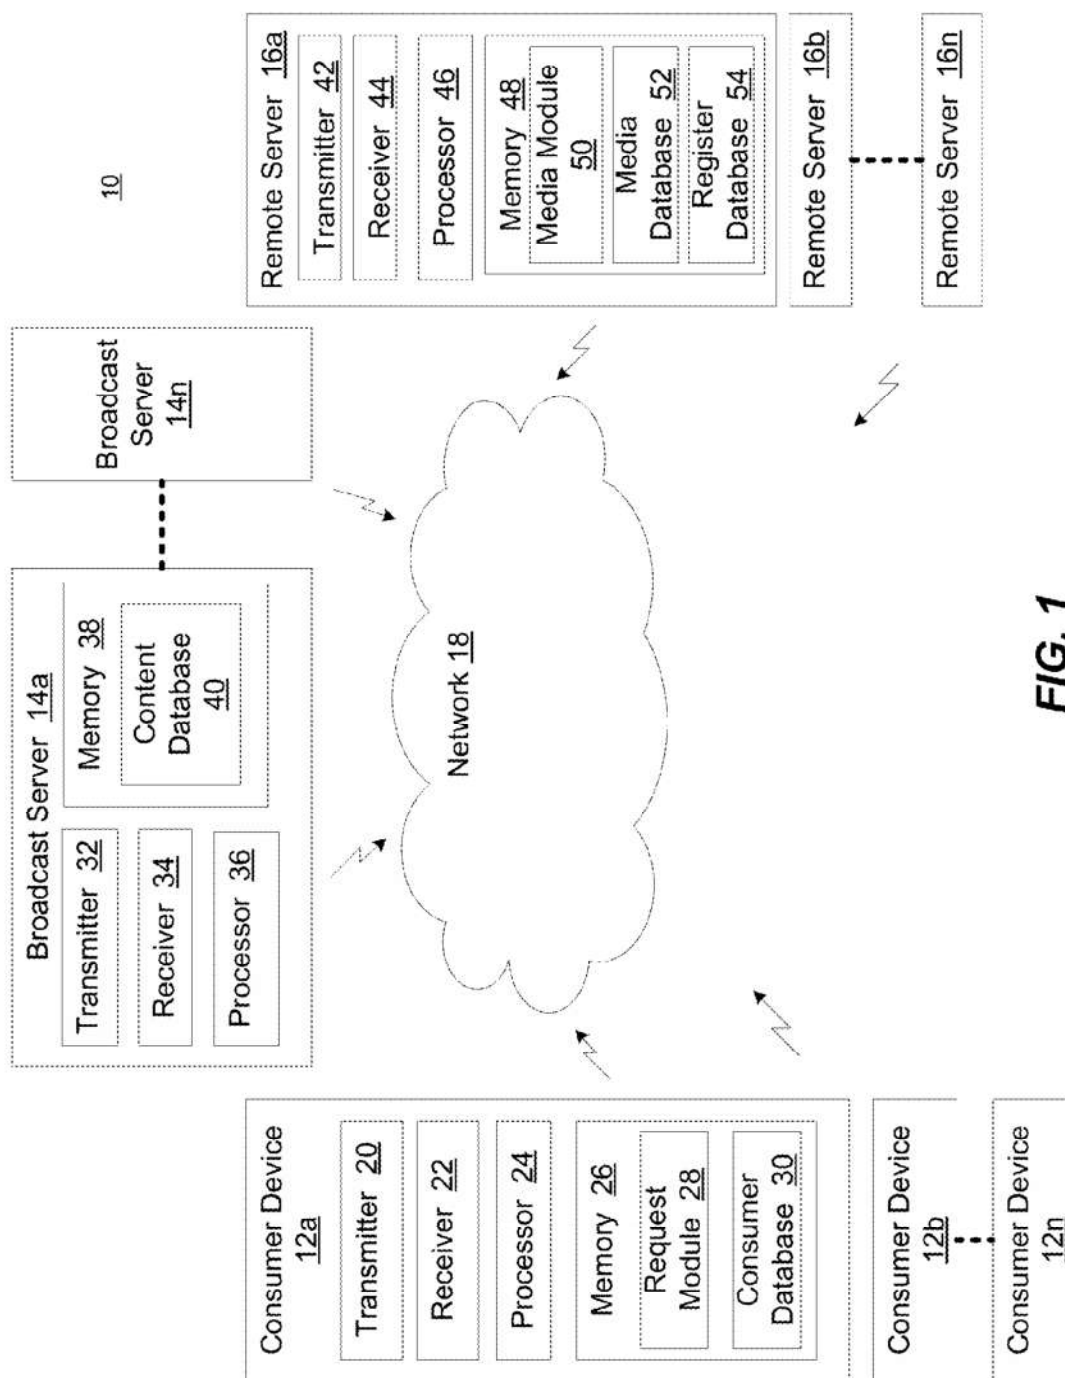 10
Broadcast Server 14a
Transmitter 32
Receiver 34
Processor 36
Memory 38
Content
Database
40
Broadcast
Server
14n
Consumer Device
12a
Transmitter 20
Receiver 22
Processor 24
Memory 26
Request
Module 28
Consumer
Database 30
Consumer Device
12b
Consumer Device
12n
Network 18
Remote Server 16a
Transmitter 42
Receiver 44
Processor 46
Memory 48
Media Module
50
Media
Database 52
Register
Database 54
Remote Server 16b
Remote Server 16n
FIG. 1